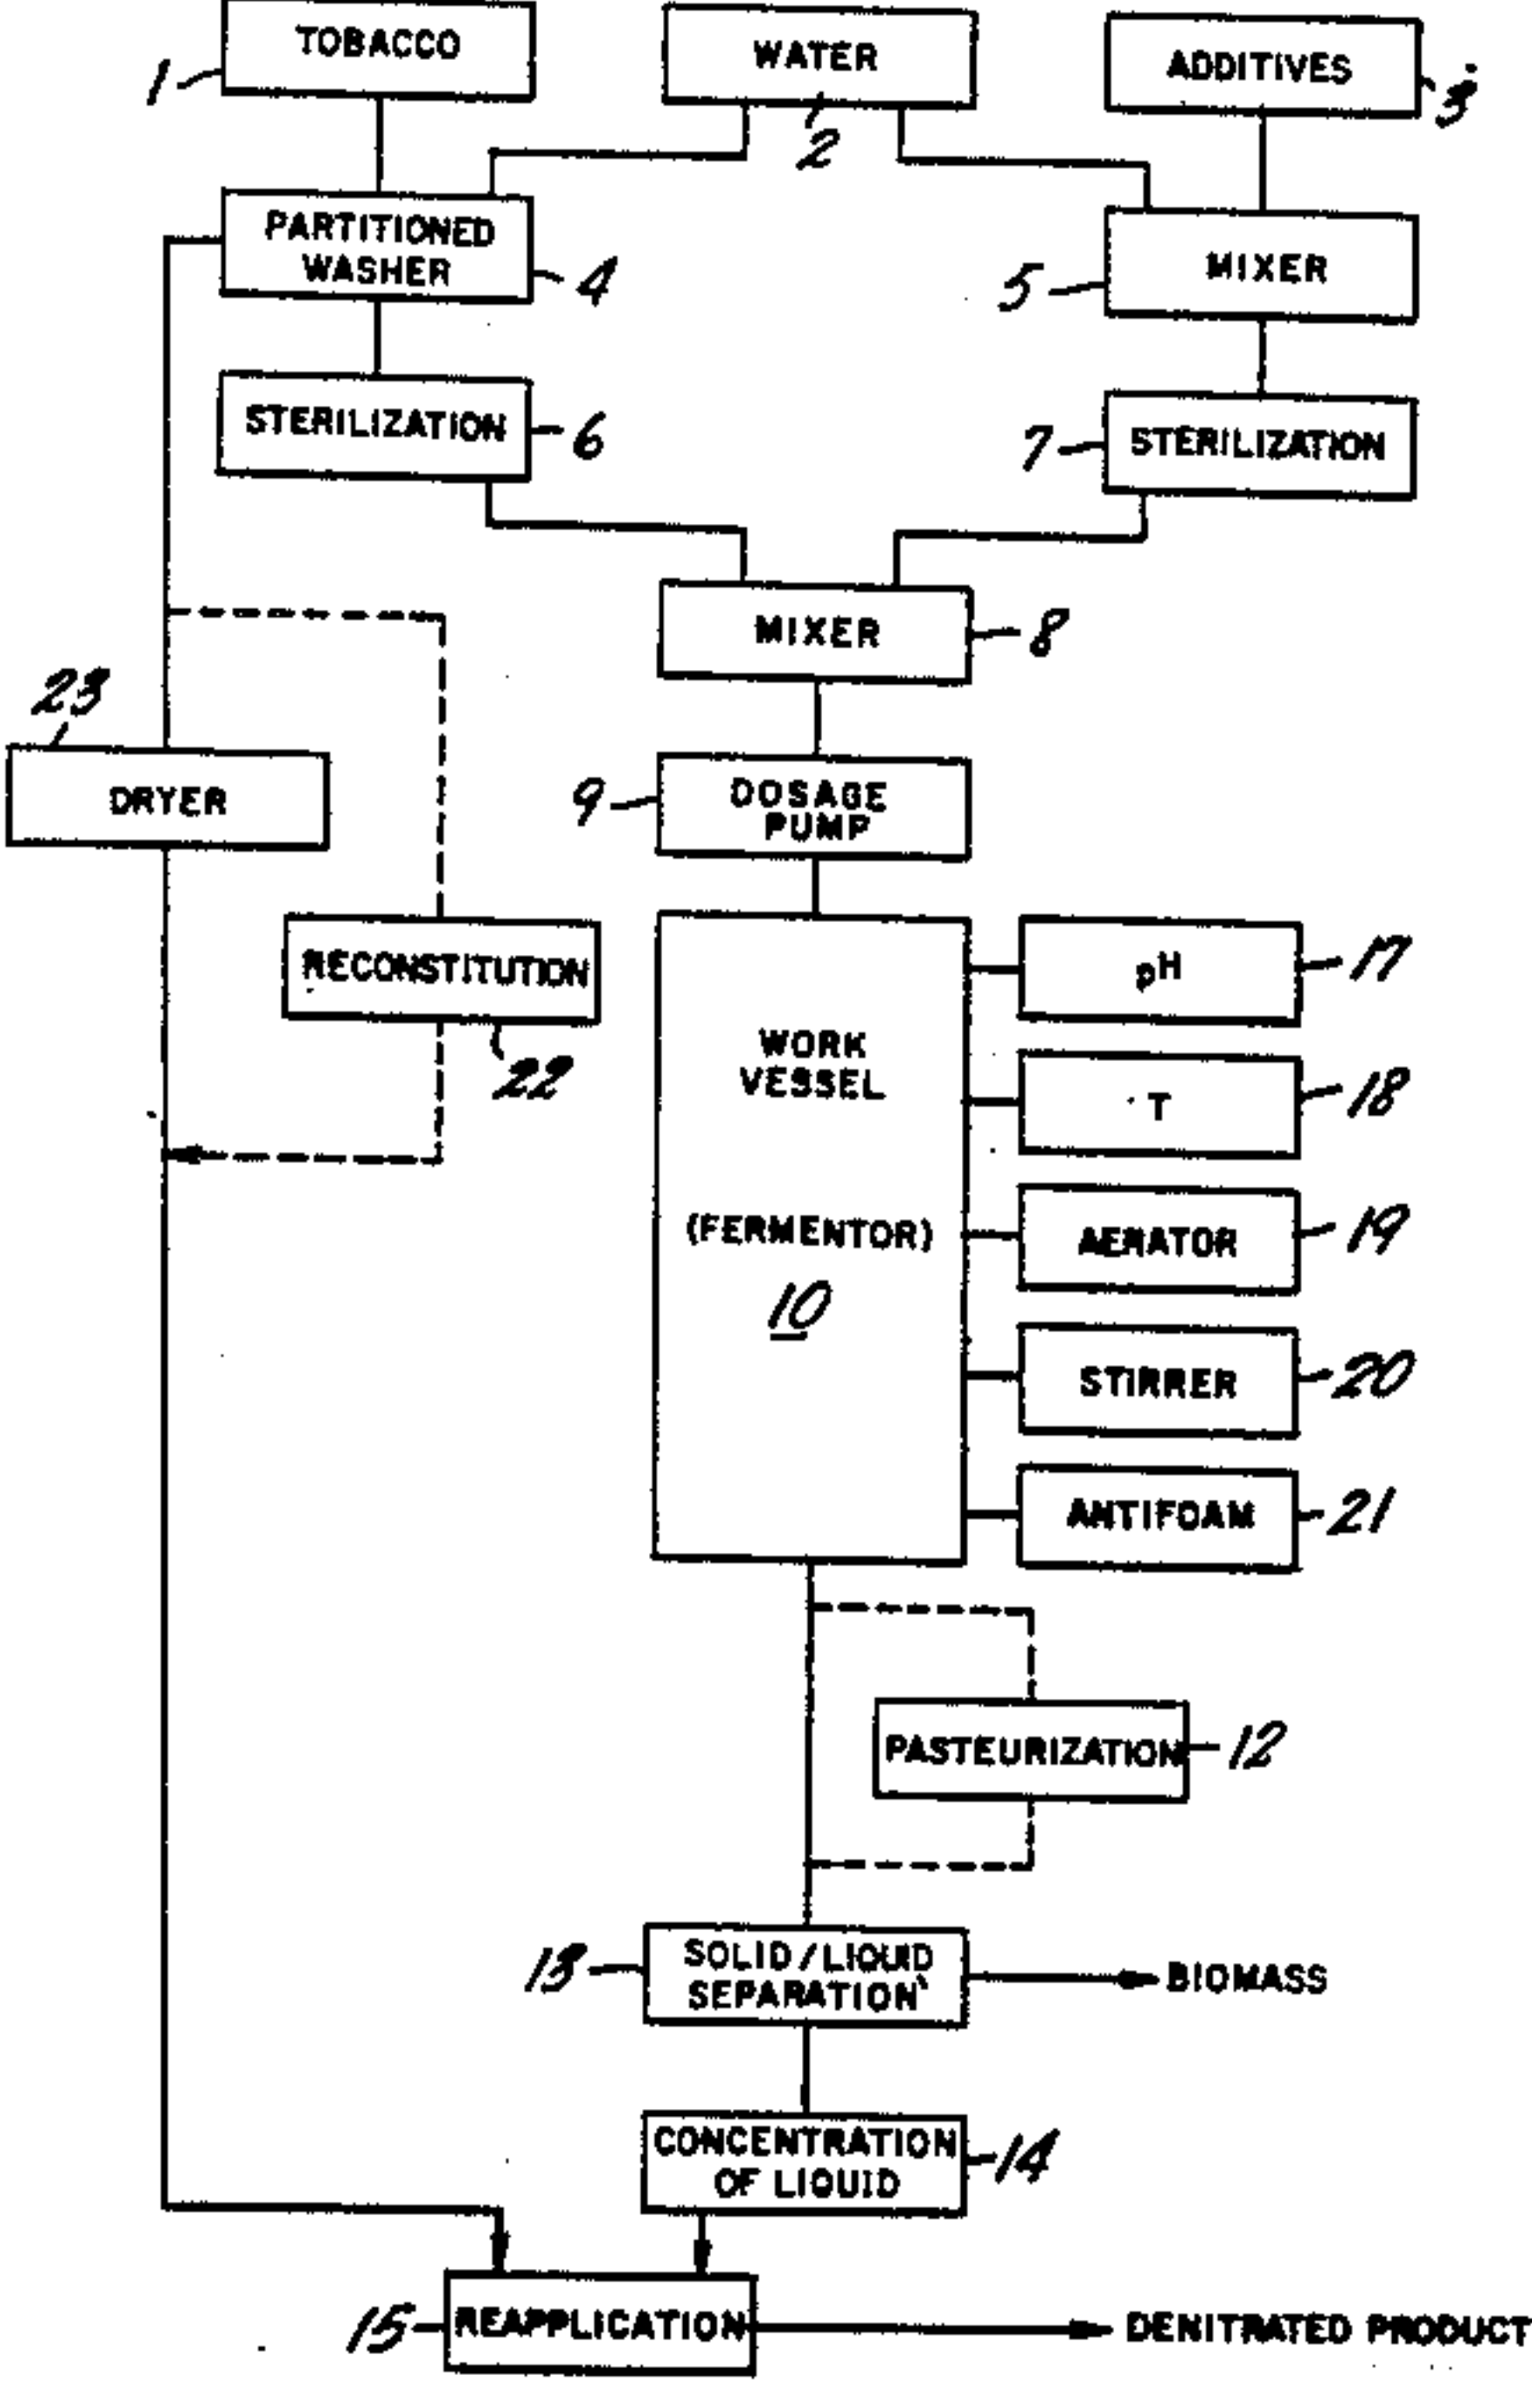 TOBACCO
1
WATER
2
ADDITIVES
3
PARTITIONED
WASHER
4
MIXER
5
STERILIZATION
6
STERILIZATION
7
MIXER
8
23
DRYER
DOSAGE
PUMP
9
RECONSTITUTION
22
WORK
VESSEL
(FERMENTOR)
10
pH
17
T
18
AERATOR
19
STIRRER
20
ANTIFOAM
21
PASTEURIZATION
12
SOLID/LIQUID
SEPARATION
13
BIOMASS
CONCENTRATION
OF LIQUID
14
REAPPLICATION
15
DENITRATED PRODUCT